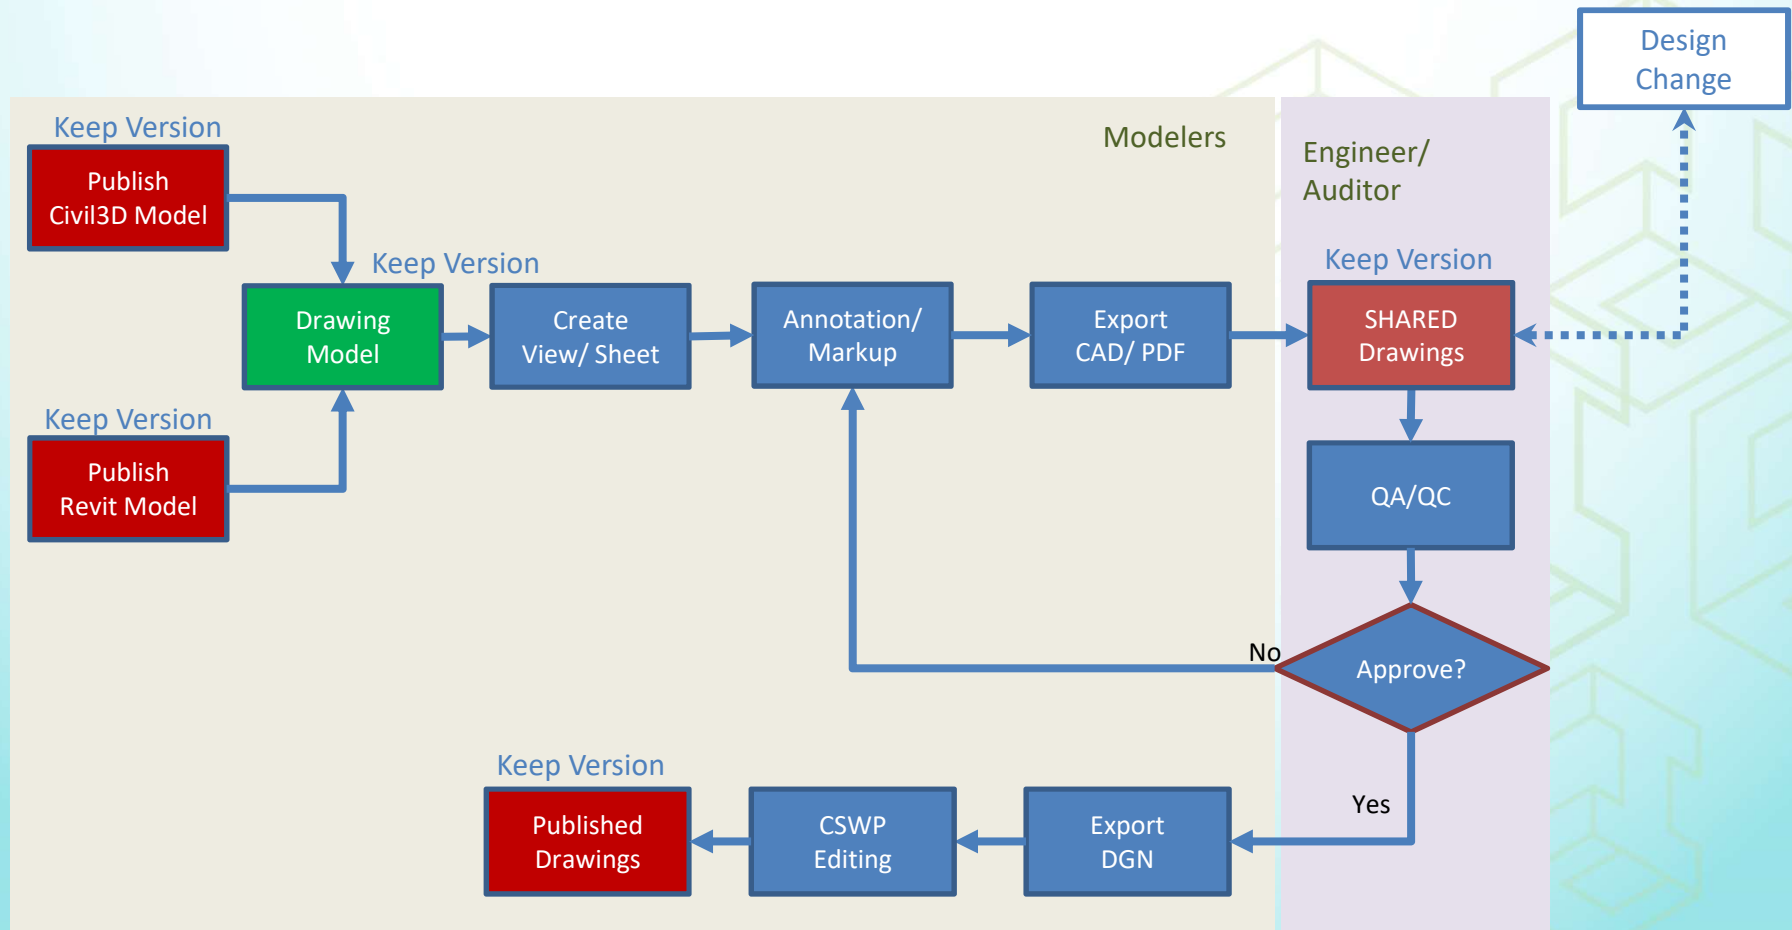 Design
Change
Keep Version
Modelers
Engineer/
Auditor
Publish
Civil3D Model
Keep Version
Keep Version
Drawing
Model
Create
View/ Sheet
Annotation/
Markup
Export
CAD/ PDF
SHARED
Drawings
Keep Version
Publish
Revit Model
QA/QC
No
Approve?
Keep Version
Yes
Published
Drawings
CSWP
Editing
Export
DGN